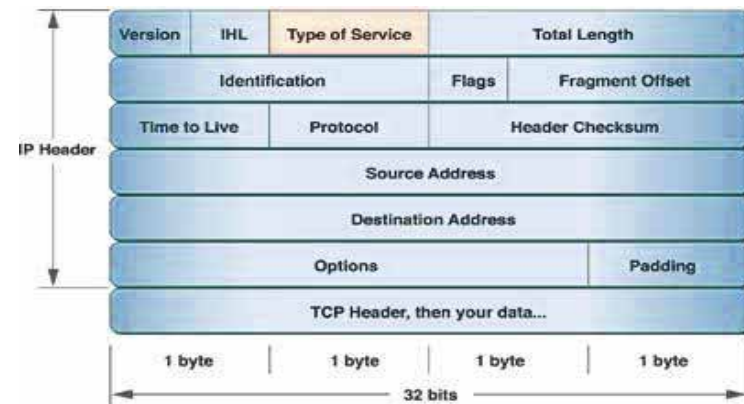 Version IHL Type of Service Total Length
Identification Flags Fragment Offset
Time to Live Protocol Header Checksum
IP Header
Source Address
Destination Address
Options Padding
TCP Header, then your data...
1 byte 1 byte 1 byte 1 byte
32 bits